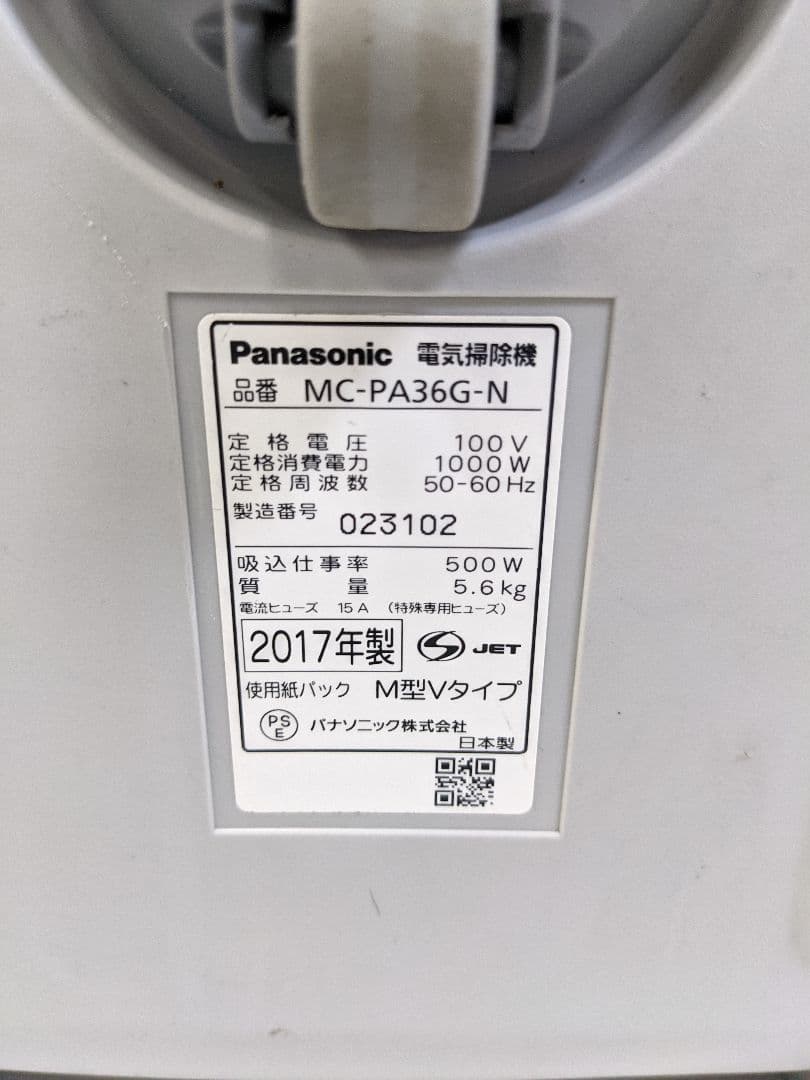 Panasonic 電気掃除機
品番 MC-PA36G-N
定格電圧 100V
定格消費電力 1000W
定格周波数 50-60Hz
製造番号 023102
吸込仕事率 500W
質量 5.6kg
電流ヒューズ 15A (特殊専用ヒューズ)
2017年製 JET
使用紙パック M型Vタイプ
PSE パナソニック株式会社
日本製